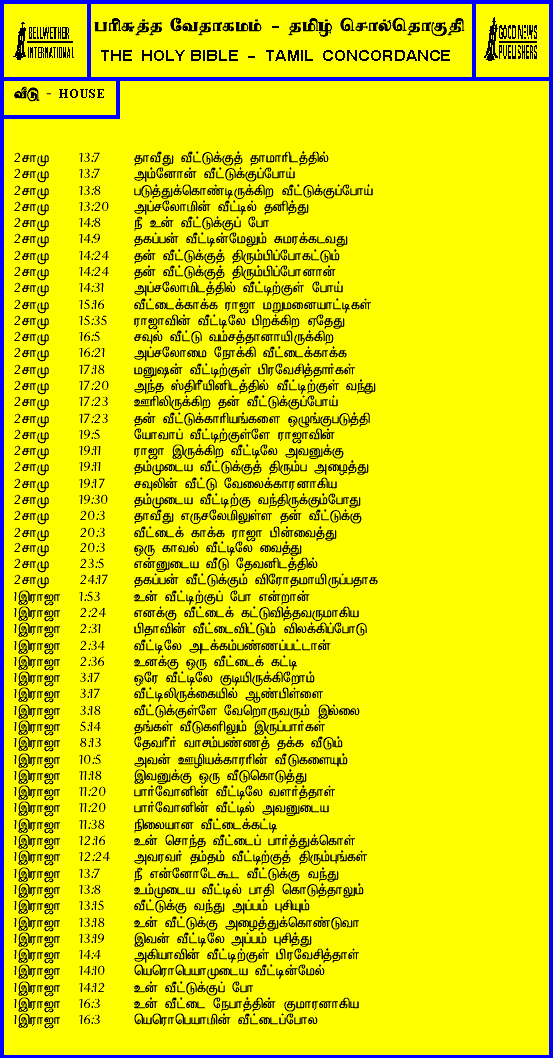 BELLWETHER INTERNATIONAL
பரிசுத்த வேதாகமம் - தமிழ் சொல்தொகுதி
THE HOLY BIBLE - TAMIL CONCORDANCE
GOOD NEWS PUBLISHERS
வீடு - HOUSE
2சாமு 13:7 தாவீது வீட்டுக்குத் தாமாரிடத்தில்
2சாமு 13:7 அம்னோன் வீட்டுக்குப்போய்
2சாமு 13:8 படுத்துக்கொண்டிருக்கிற வீட்டுக்குப்போய்
2சாமு 13:20 அப்சலோமின் வீட்டில் தனித்து
2சாமு 14:8 நீ உன் வீட்டுக்குப் போ
2சாமு 14:9 தகப்பன் வீட்டின்மேலும் சுமரக்கடவது
2சாமு 14:24 தன் வீட்டுக்குத் திரும்பிப்போகட்டும்
2சாமு 14:24 தன் வீட்டுக்குத் திரும்பிப்போனான்
2சாமு 14:31 அப்சலோமிடத்தில் வீட்டிற்குள் போய்
2சாமு 15:16 வீட்டைக்காக்க ராஜா மறுமனையாட்டிகள்
2சாமு 15:35 ராஜாவின் வீட்டிலே பிறக்கிற ஏதேது
2சாமு 16:5 சவுல் வீட்டு வம்சத்தானாயிருக்கிற
2சாமு 16:21 அப்சலோமை நோக்கி வீட்டைக்காக்க
2சாமு 17:18 மனுஷன் வீட்டிற்குள் பிரவேசித்தார்கள்
2சாமு 17:20 அந்த ஸ்திரீயினிடத்தில் வீட்டிற்குள் வந்து
2சாமு 17:23 ஊரிலிருக்கிற தன் வீட்டுக்குப்போய்
2சாமு 17:23 தன் வீட்டுக்காரியங்களை ஒழுங்குபடுத்தி
2சாமு 19:5 யோவாப் வீட்டிற்குள்ளே ராஜாவின்
2சாமு 19:11 ராஜா இருக்கிற வீட்டிலே அவனுக்கு
2சாமு 19:11 தம்முடைய வீட்டுக்குத் திரும்ப அழைத்து
2சாமு 19:17 சவுலின் வீட்டு வேலைக்காரனாகிய
2சாமு 19:30 தம்முடைய வீட்டிற்கு வந்திருக்கும்போது
2சாமு 20:3 தாவீது எருசலேமிலுள்ள தன் வீட்டுக்கு
2சாமு 20:3 வீட்டைக் காக்க ராஜா பின்வைத்து
2சாமு 20:3 ஒரு காவல் வீட்டிலே வைத்து
2சாமு 23:5 என்னுடைய வீடு தேவனிடத்தில்
2சாமு 24:17 தகப்பன் வீட்டுக்கும் விரோதமாயிருப்பதாக
1இராஜா 1:53 உன் வீட்டிற்குப் போ என்றான்
1இராஜா 2:24 எனக்கு வீட்டைக் கட்டுவித்தவருமாகிய
1இராஜா 2:31 பிதாவின் வீட்டைவிட்டும் விலக்கிப்போடு
1இராஜா 2:34 வீட்டிலே அடக்கம்பண்ணப்பட்டான்
1இராஜா 2:36 உனக்கு ஒரு வீட்டைக் கட்டி
1இராஜா 3:17 ஒரே வீட்டிலே குடியிருக்கிறோம்
1இராஜா 3:17 வீட்டிலிருக்கையில் ஆண்பிள்ளை
1இராஜா 3:18 வீட்டுக்குள்ளே வேறொருவரும் இல்லை
1இராஜா 5:14 தங்கள் வீடுகளிலும் இருப்பார்கள்
1இராஜா 8:13 தேவரீர் வாசம்பண்ணத் தக்க வீடும்
1இராஜா 10:5 அவன் ஊழியக்காரரின் வீடுகளையும்
1இராஜா 11:18 இவனுக்கு ஒரு வீடுகொடுத்து
1இராஜா 11:20 பார்வோனின் வீட்டிலே வளர்த்தாள்
1இராஜா 11:20 பார்வோனின் வீட்டில் அவனுடைய
1இராஜா 11:38 நிலையான வீட்டைக்கட்டி
1இராஜா 12:16 உன் சொந்த வீட்டைப் பார்த்துக்கொள்
1இராஜா 12:24 அவரவர் தம்தம் வீட்டிற்குத் திரும்புங்கள்
1இராஜா 13:7 நீ என்னோடேகூட வீட்டுக்கு வந்து
1இராஜா 13:8 உம்முடைய வீட்டில் பாதி கொடுத்தாலும்
1இராஜா 13:15 வீட்டுக்கு வந்து அப்பம் புசியும்
1இராஜா 13:18 உன் வீட்டுக்கு அழைத்துக்கொண்டுவா
1இராஜா 13:19 இவன் வீட்டிலே அப்பம் புசித்து
1இராஜா 14:4 அகியாவின் வீட்டிற்குள் பிரவேசித்தாள்
1இராஜா 14:10 யெரொபெயாமுடைய வீட்டின்மேல்
1இராஜா 14:12 உன் வீட்டுக்குப் போ
1இராஜா 16:3 உன் வீட்டை நேபாத்தின் குமாரனாகிய
1இராஜா 16:3 யெரொபெயாமின் வீட்டைப்போல